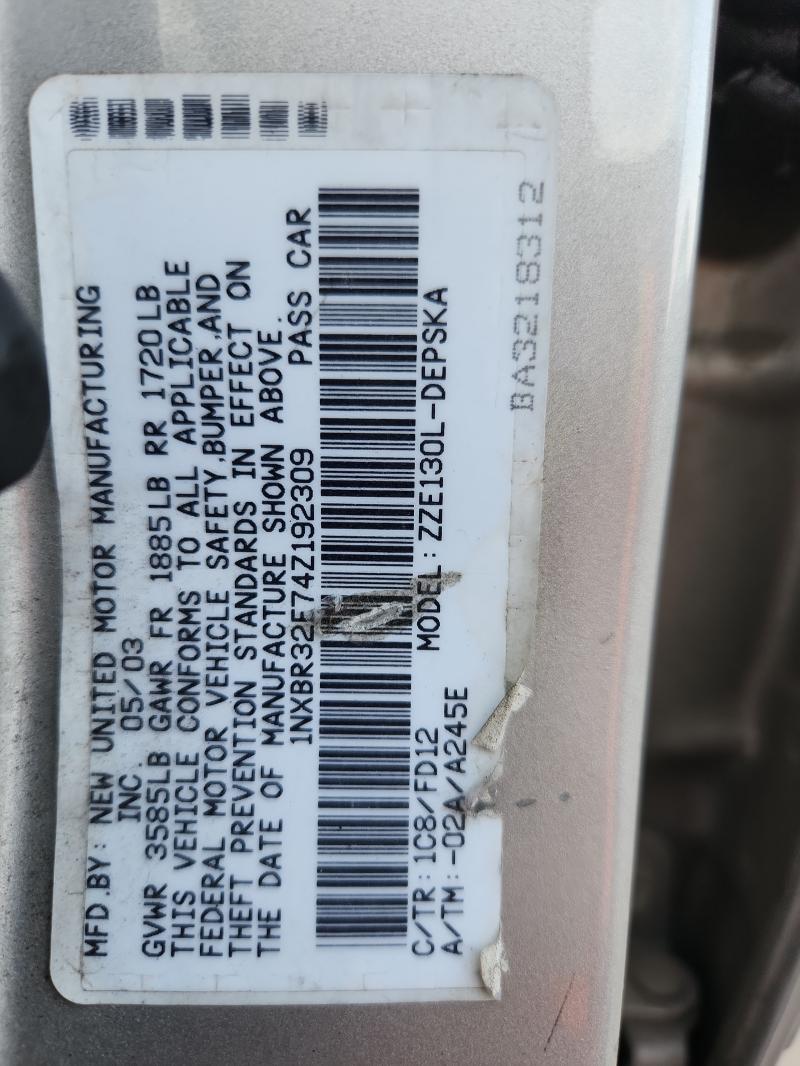 MFD.BY: NEW UNITED MOTOR MANUFACTURING
INC. 05/03
GVWR 3585LB GAWR FR 1885LB RR 1720LB
THIS VEHICLE CONFORMS TO ALL APPLICABLE
FEDERAL MOTOR VEHICLE SAFETY,BUMPER,AND
THEFT PREVENTION STANDARDS IN EFFECT ON
THE DATE OF MANUFACTURE SHOWN ABOVE.
1NXBR32E74Z192309 PASS CAR
C/TR:1C8/FD12 MODEL:ZZE130L-DEPSKA
A/TM:-02A/A245E
BA3218312